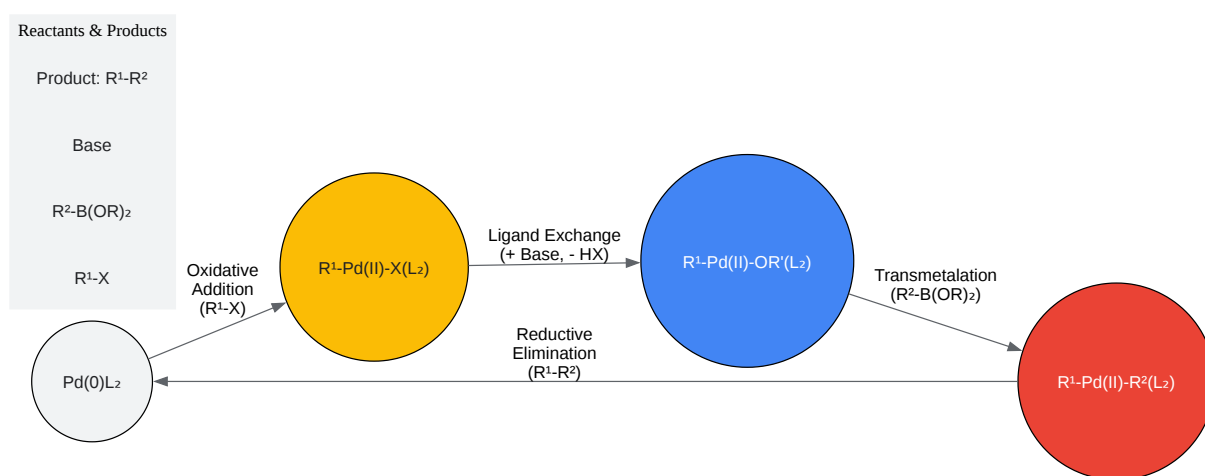 Reactants & Products
Product: R¹-R²
Base
R²-B(OR)₂
R¹-X
Pd(0)L₂
Oxidative
Addition
(R¹-X)
R¹-Pd(II)-X(L₂)
Ligand Exchange
(+ Base, - HX)
R¹-Pd(II)-OR'(L₂)
Transmetalation
(R²-B(OR)₂)
R¹-Pd(II)-R²(L₂)
Reductive
Elimination
(R¹-R²)